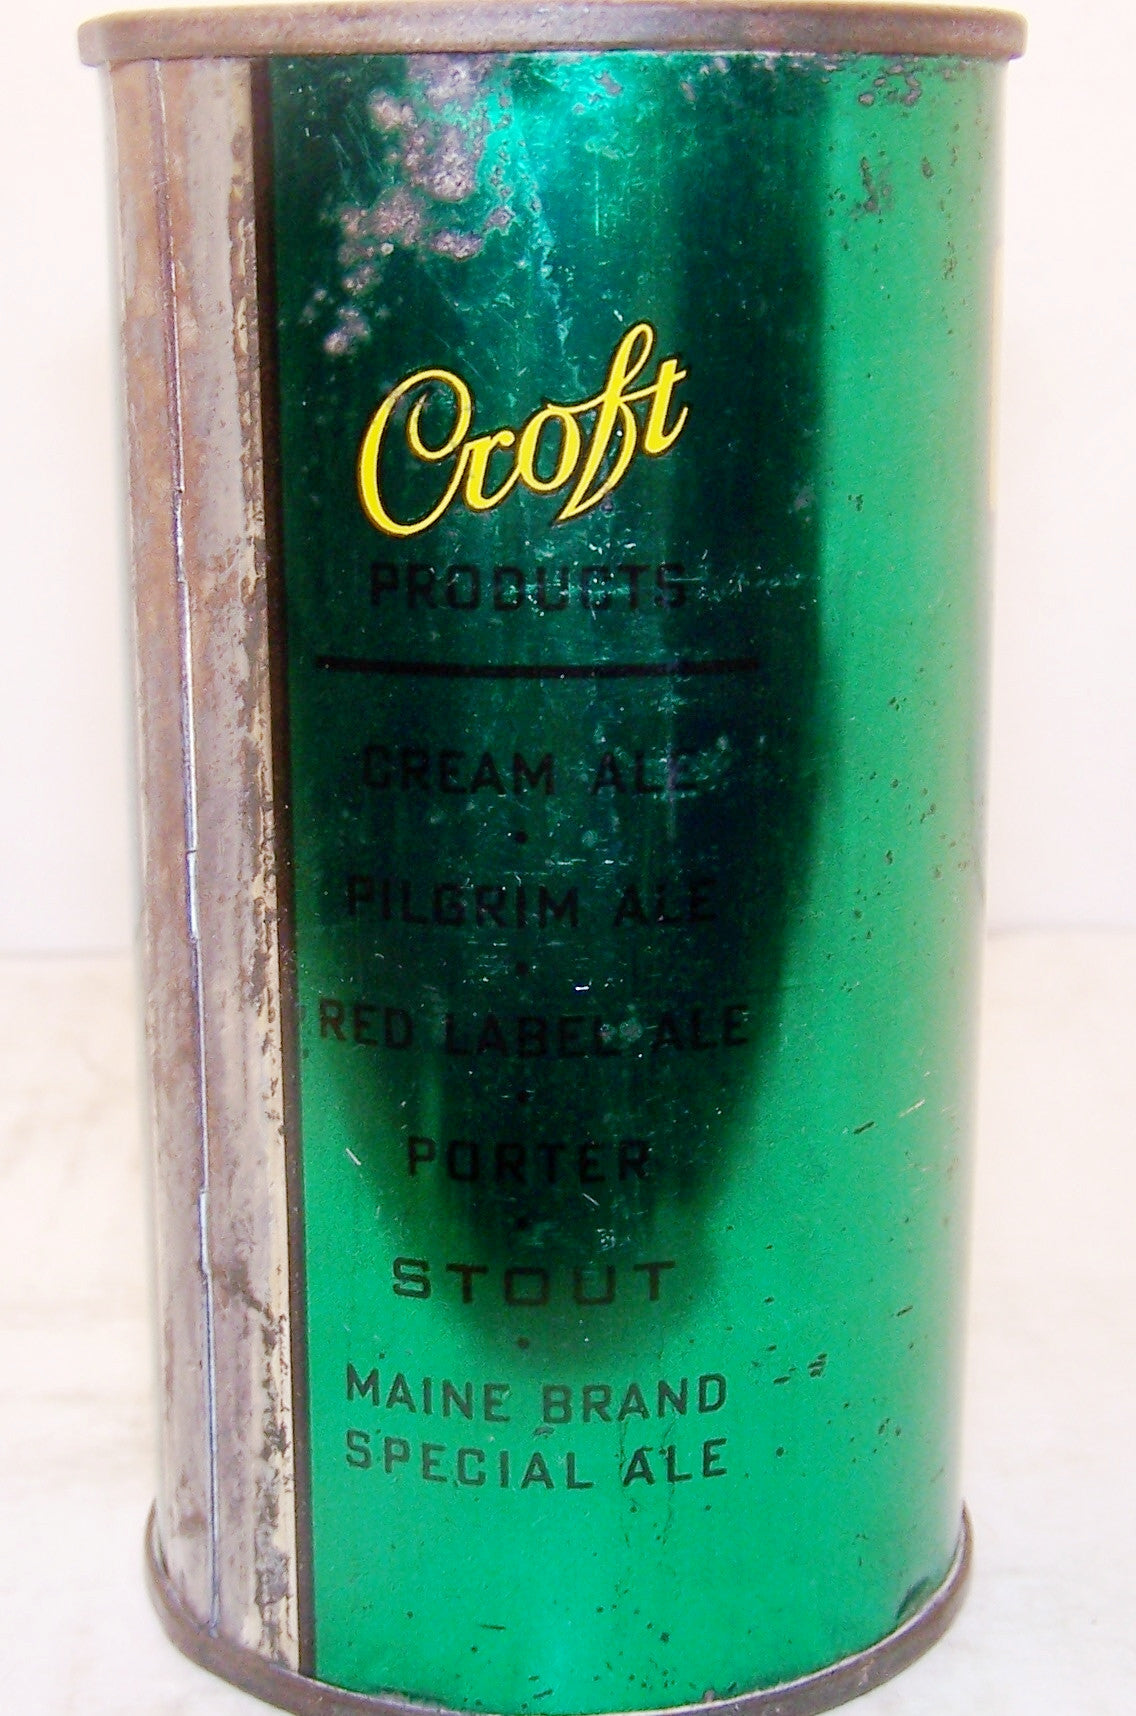 Croft
PRODUCTS
CREAM ALE
•
PILGRIM ALE
•
RED LABEL ALE
•
PORTER
•
STOUT
•
MAINE BRAND
SPECIAL ALE